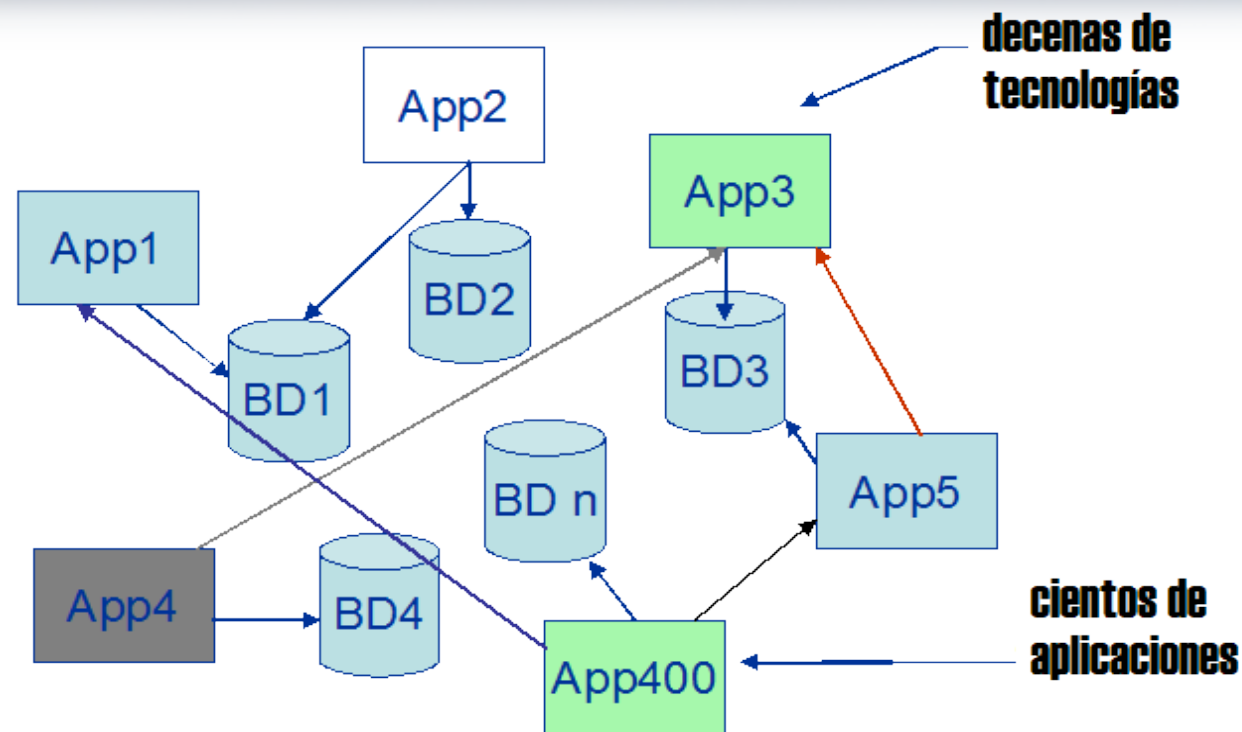 decenas de
tecnologías
App2
App3
App1
BD2
BD3
BD1
BD n
App5
App4
BD4
cientos de
aplicaciones
App400